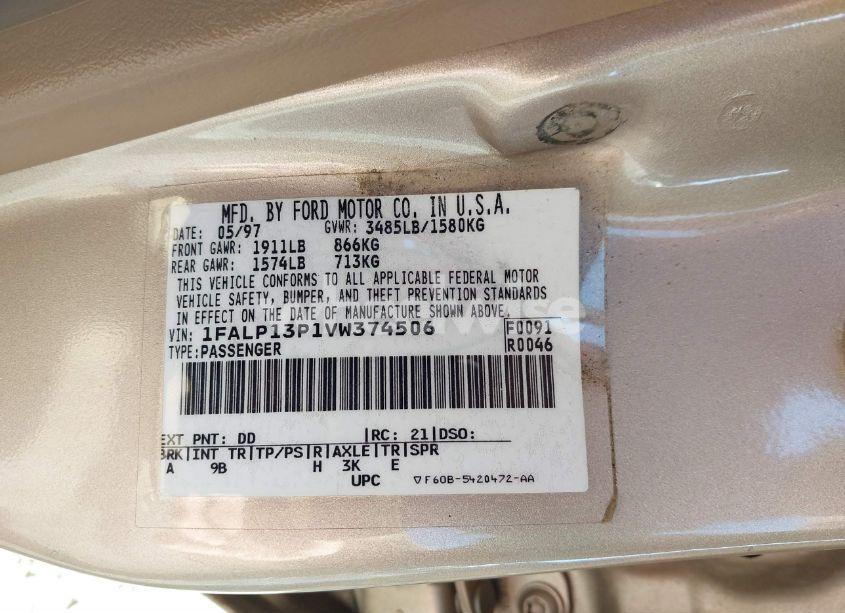 MFD. BY FORD MOTOR CO. IN U.S.A.
DATE: 05/97 GVWR: 3485LB/1580KG
FRONT GAWR: 1911LB 866KG
REAR GAWR: 1574LB 713KG
THIS VEHICLE CONFORMS TO ALL APPLICABLE FEDERAL MOTOR
VEHICLE SAFETY, BUMPER, AND THEFT PREVENTION STANDARDS
IN EFFECT ON THE DATE OF MANUFACTURE SHOWN ABOVE.
VIN: 1FALP13P1VW374506 F0091
TYPE: PASSENGER R0046
EXT PNT: DD |RC: 21|DSO:
BRK|INT TR|TP/PS|R|AXLE|TR|SPR
A 9B H 3K E
UPC ▽F60B-5420472-AA